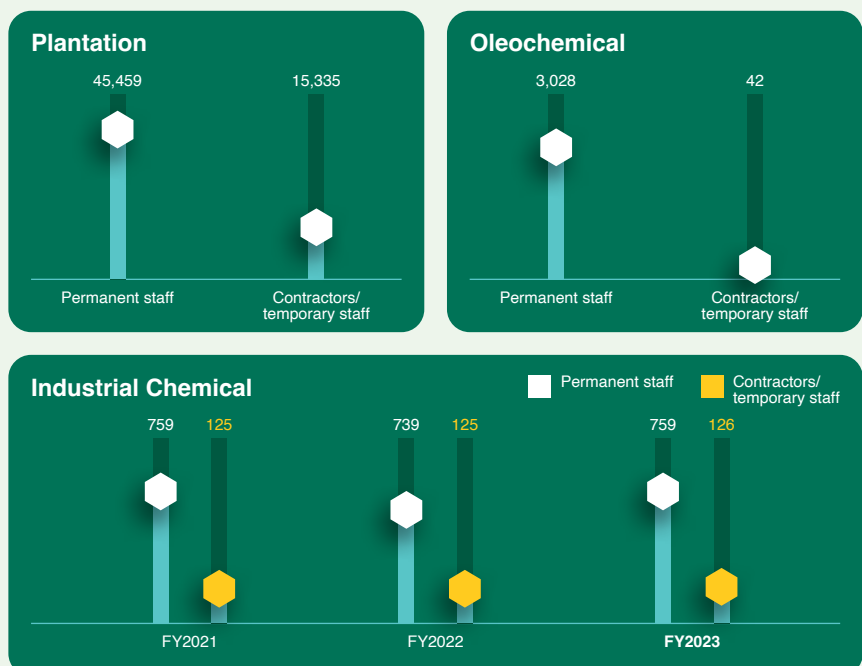 Plantation
45,459
15,335
Permanent staff
Contractors/
temporary staff
Oleochemical
3,028
42
Permanent staff
Contractors/
temporary staff
Industrial Chemical
Permanent staff
Contractors/
temporary staff
759
125
739
125
759
126
FY2021
FY2022
FY2023